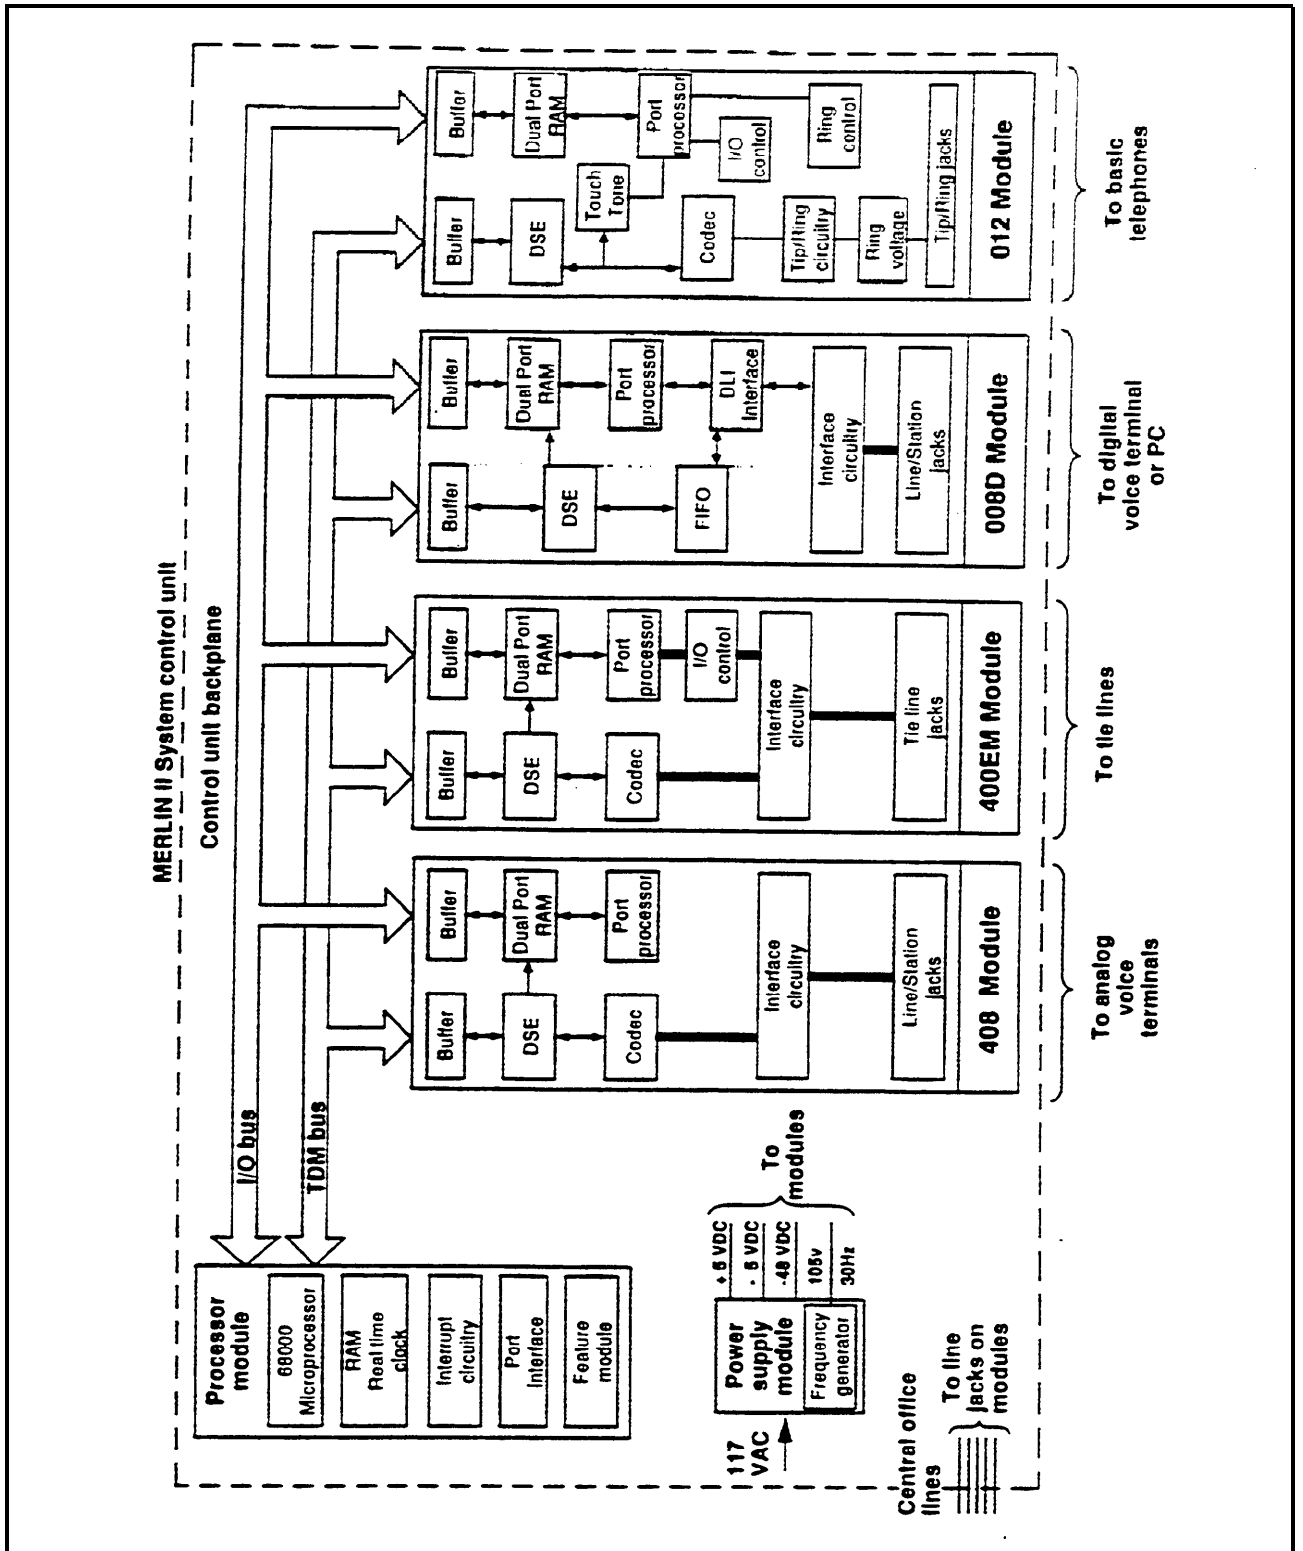 MERLIN II System control unit
Control unit backplane
I/O bus
TDM bus
Processor
module
68000
Microprocessor
RAM
Real time
clock
Interrupt
circuitry
Port
Interface
Feature
module
117
VAC
Power
supply
module
Frequency
generator
+ 5 VDC
- 5 VDC
-48 VDC
105v
30Hz
To
modules
Central office
lines
To line
jacks on
modules
Buffer
Buffer
DSE
Dual Port
RAM
Codec
Port
processor
Interface
circuitry
Line/Station
jacks
408 Module
To analog
voice
terminals
Buffer
Buffer
DSE
Dual Port
RAM
Codec
Port
processor
I/O
control
Interface
circuitry
Tie line
jacks
400EM Module
To tie lines
Buffer
Buffer
DSE
Dual Port
RAM
Port
processor
FIFO
DLI
Interface
Interface
circuitry
Line/Station
jacks
008D Module
To digital
voice terminal
or PC
Buffer
Buffer
DSE
Dual Port
RAM
Touch
Tone
Port
processor
Codec
I/O
control
Tip/Ring
circuitry
Ring
control
Ring
voltage
Tip/Ring jacks
012 Module
To basic
telephones